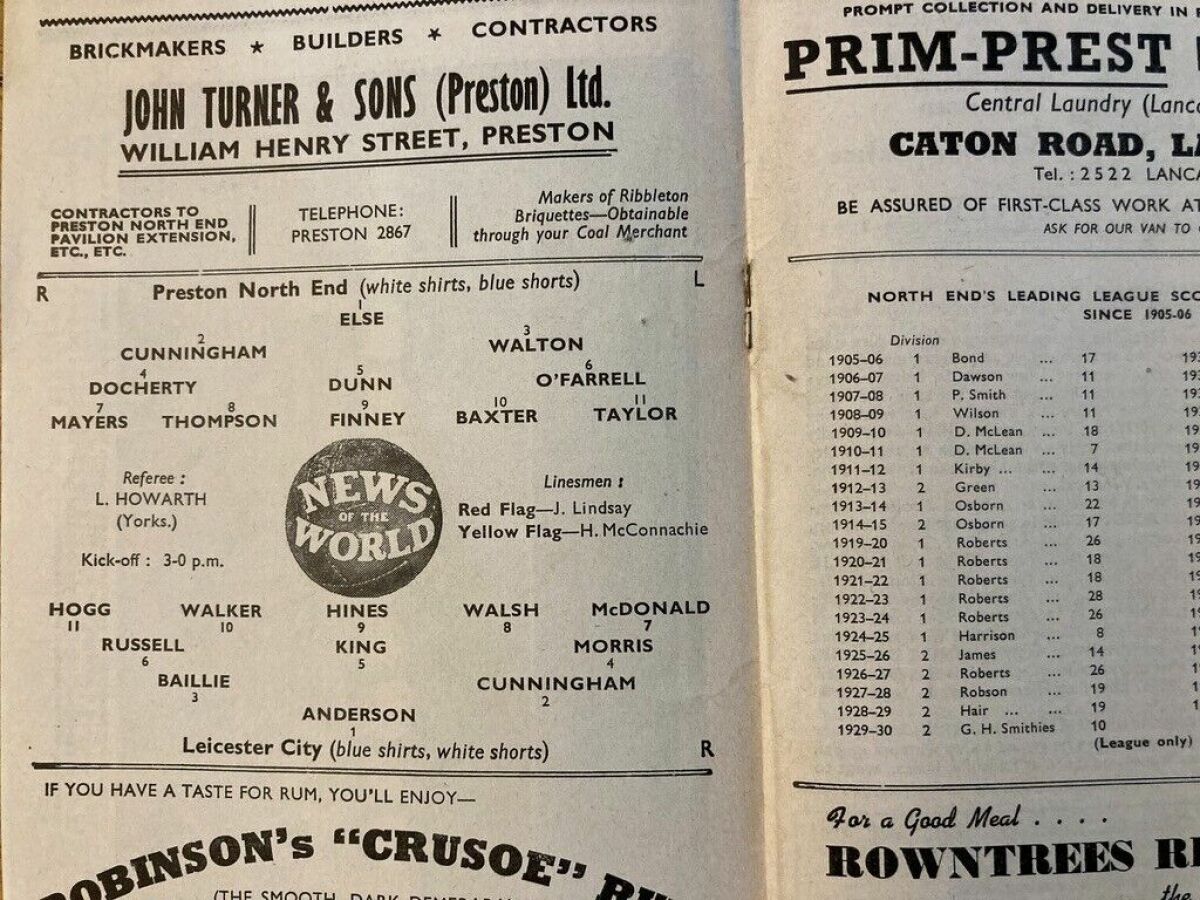 BRICKMAKERS ★ BUILDERS ★ CONTRACTORS
JOHN TURNER & SONS (Preston) Ltd.
WILLIAM HENRY STREET, PRESTON
CONTRACTORS TO
PRESTON NORTH END
PAVILION EXTENSION,
ETC., ETC.
TELEPHONE:
PRESTON 2867
Makers of Ribbleton
Briquettes—Obtainable
through your Coal Merchant
R Preston North End (white shirts, blue shorts) L
1
ELSE
2 3
CUNNINGHAM WALTON
4 5 6
DOCHERTY DUNN O'FARRELL
7 8 9 10 11
MAYERS THOMPSON FINNEY BAXTER TAYLOR
Referee :
L. HOWARTH
(Yorks.)
Kick-off : 3-0 p.m.
NEWS
OF THE
WORLD
Linesmen :
Red Flag—J. Lindsay
Yellow Flag—H. McConnachie
HOGG WALKER HINES WALSH McDONALD
11 10 9 8 7
RUSSELL KING MORRIS
6 5 4
BAILLIE CUNNINGHAM
3 2
ANDERSON
1
Leicester City (blue shirts, white shorts) R
IF YOU HAVE A TASTE FOR RUM, YOU'LL ENJOY—
ROBINSON's "CRUSOE"
(THE SMOOTH, DARK
PROMPT COLLECTION AND DELIVERY IN
PRIM-PREST
Central Laundry
CATON ROAD,
Tel. : 2522
BE ASSURED OF FIRST-CLASS WORK AT
ASK FOR OUR VAN TO
NORTH END'S LEADING LEAGUE
SINCE 1905-06
Division
1905–06 1 Bond ... 17
1906–07 1 Dawson ... 11
1907–08 1 P. Smith ... 11
1908–09 1 Wilson ... 11
1909–10 1 D. McLean ... 18
1910–11 1 D. McLean ... 7
1911–12 1 Kirby ... ... 14
1912–13 2 Green ... 13
1913–14 1 Osborn ... 22
1914–15 2 Osborn ... 17
1919–20 1 Roberts ... 26
1920–21 1 Roberts ... 18
1921–22 1 Roberts ... 18
1922–23 1 Roberts ... 28
1923–24 1 Roberts ... 26
1924–25 1 Harrison ... 8
1925–26 2 James ... 14
1926–27 2 Roberts ... 26
1927–28 2 Robson ... 19
1928–29 2 Hair ... ... 19
1929–30 2 G. H. Smithies 10
(League only)
For a Good Meal . . . .
ROWNTREES
the